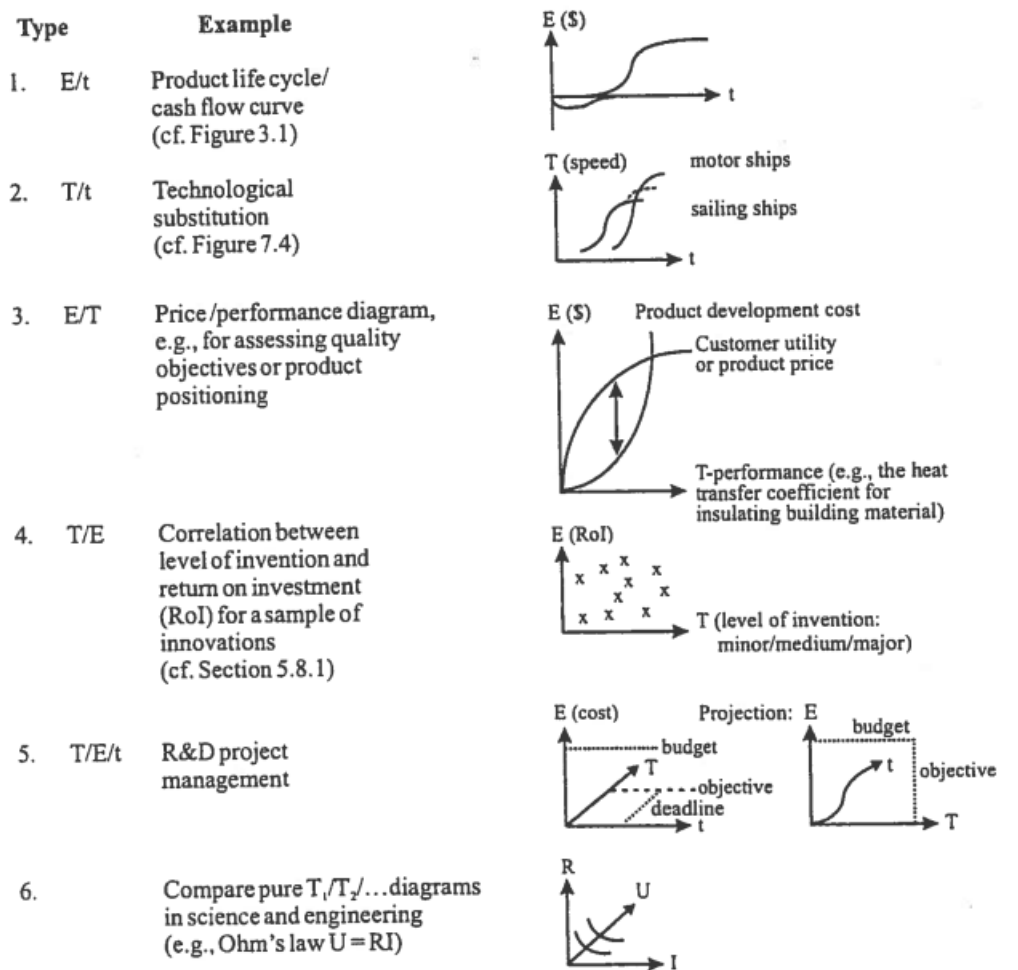 Type Example
E ($)
1. E/t Product life cycle/
cash flow curve
(cf. Figure 3.1)
t
T (speed)
motor ships
2. T/t Technological
substitution
(cf. Figure 7.4)
sailing ships
t
3. E/T Price/performance diagram,
e.g., for assessing quality
objectives or product
positioning
E ($)
Product development cost
Customer utility
or product price
T-performance (e.g., the heat
transfer coefficient for
insulating building material)
4. T/E Correlation between
level of invention and
return on investment
(RoI) for a sample of
innovations
(cf. Section 5.8.1)
E (RoI)
x x x x x x x x x x
T (level of invention:
minor/medium/major)
5. T/E/t R&D project
management
E (cost)
budget
T
objective
deadline
t
Projection: E
budget
t
objective
T
6. Compare pure T₁/T₂/...diagrams
in science and engineering
(e.g., Ohm's law U = RI)
R
U
I